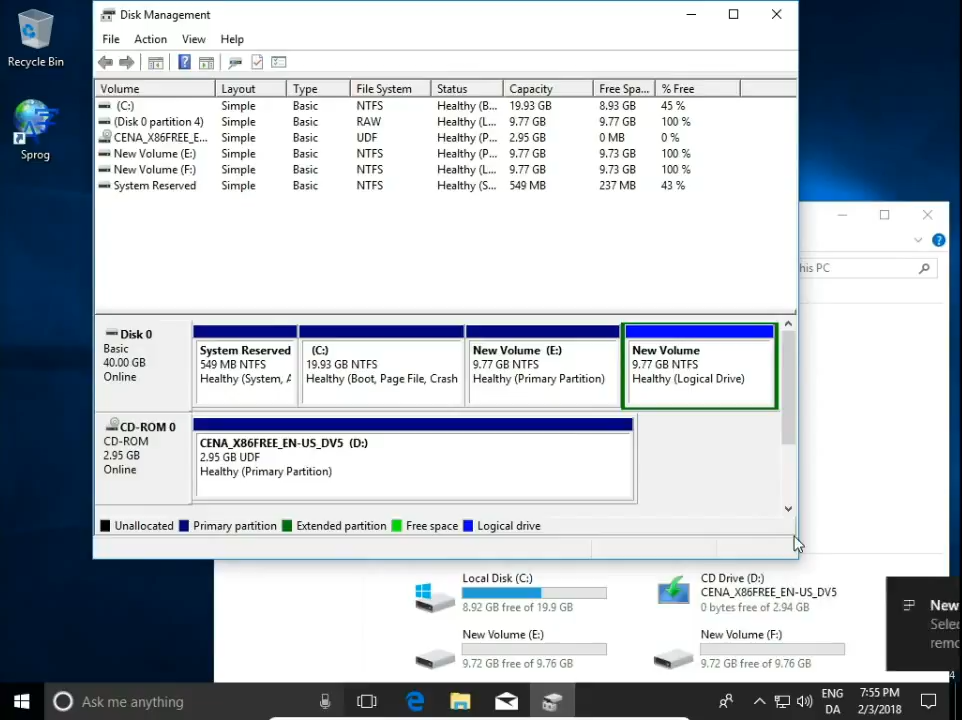 Recycle Bin
Sprog
Disk Management
File Action View Help
Volume Layout Type File System Status Capacity Free Spa... % Free
(C:) Simple Basic NTFS Healthy (B... 19.93 GB 8.93 GB 45 %
(Disk 0 partition 4) Simple Basic RAW Healthy (L... 9.77 GB 9.77 GB 100 %
CENA_X86FREE_E... Simple Basic UDF Healthy (P... 2.95 GB 0 MB 0 %
New Volume (E:) Simple Basic NTFS Healthy (P... 9.77 GB 9.73 GB 100 %
New Volume (F:) Simple Basic NTFS Healthy (L... 9.77 GB 9.73 GB 100 %
System Reserved Simple Basic NTFS Healthy (S... 549 MB 237 MB 43 %
his PC
Disk 0
Basic
40.00 GB
Online
System Reserved
549 MB NTFS
Healthy (System, A
(C:)
19.93 GB NTFS
Healthy (Boot, Page File, Crash
New Volume (E:)
9.77 GB NTFS
Healthy (Primary Partition)
New Volume
9.77 GB NTFS
Healthy (Logical Drive)
CD-ROM 0
CD-ROM
2.95 GB
Online
CENA_X86FREE_EN-US_DV5 (D:)
2.95 GB UDF
Healthy (Primary Partition)
Unallocated Primary partition Extended partition Free space Logical drive
Local Disk (C:)
8.92 GB free of 19.9 GB
CD Drive (D:)
CENA_X86FREE_EN-US_DV5
0 bytes free of 2.94 GB
New Volume (E:)
9.72 GB free of 9.76 GB
New Volume (F:)
9.72 GB free of 9.76 GB
New
Selec
remo
4
Ask me anything
ENG
DA
7:55 PM
2/3/2018